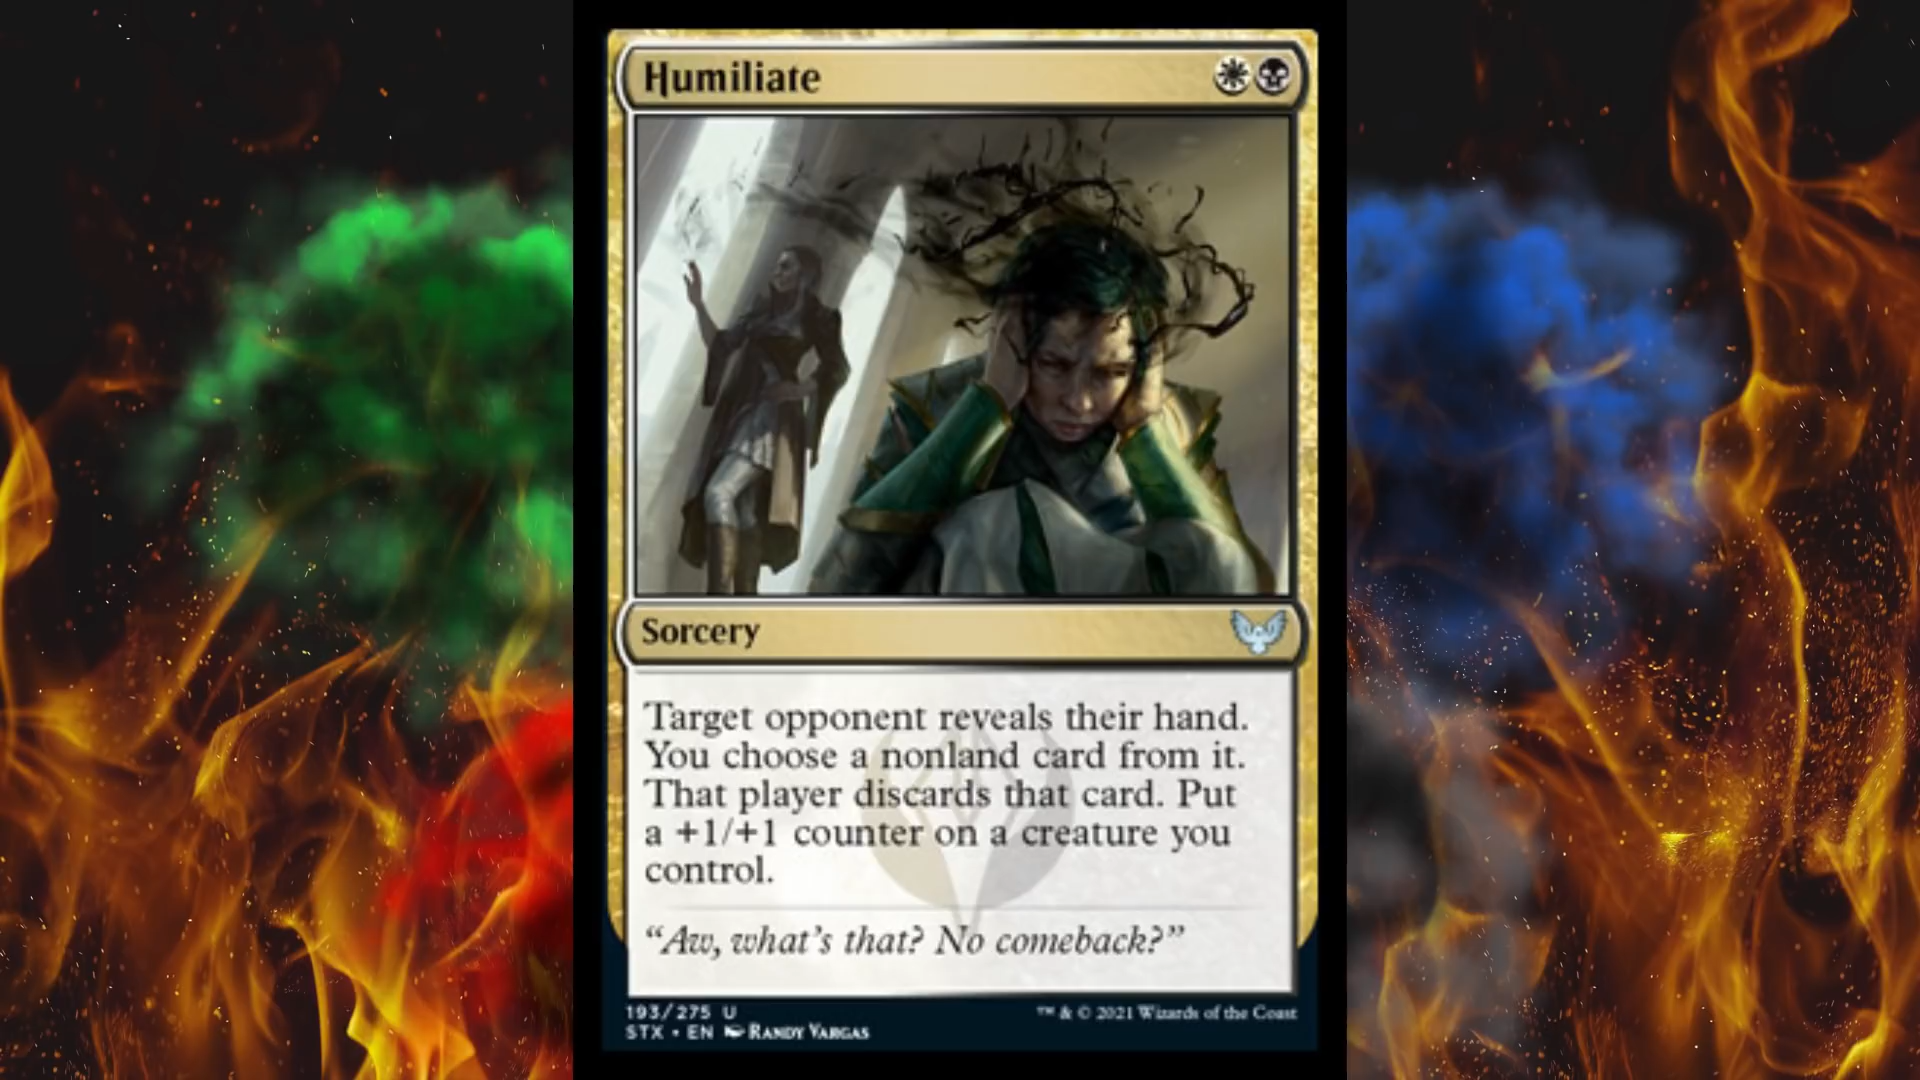 Humiliate
Sorcery
Target opponent reveals their hand.
You choose a nonland card from it.
That player discards that card. Put
a +1/+1 counter on a creature you
control.
“Aw, what’s that? No comeback?”
193/275 U
™ & © 2021 Wizards of the Coast
STX • EN Randy Vargas